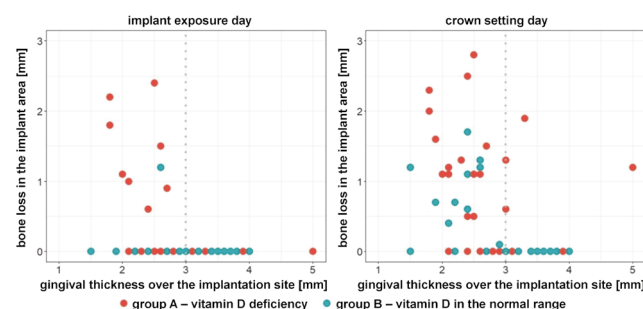 implant exposure day
crown setting day
bone loss in the implant area [mm]
3
2
1
0
1 2 3 4 5
gingival thickness over the implantation site [mm]
bone loss in the implant area [mm]
3
2
1
0
1 2 3 4 5
gingival thickness over the implantation site [mm]
group A – vitamin D deficiency
group B – vitamin D in the normal range